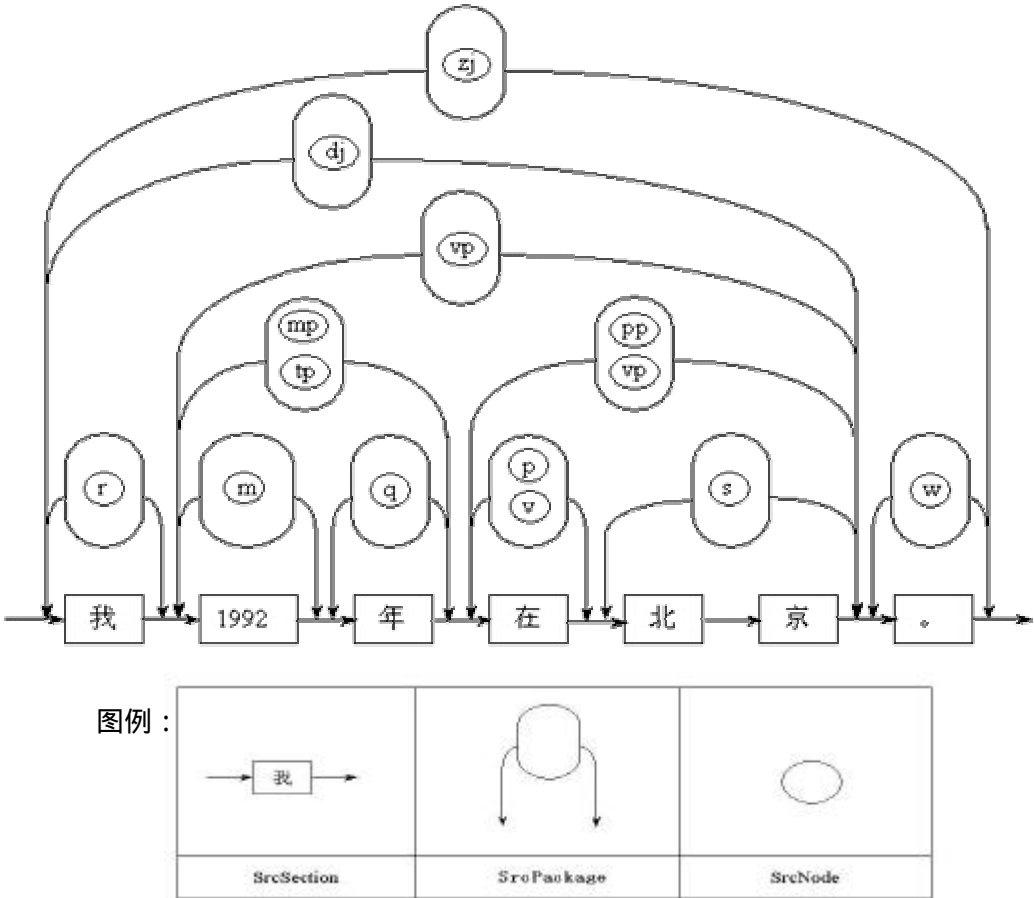 zj
dj
vp
mp pp
tp vp
r m q p s w
v
我 1992 年 在 北 京 。
图例：
我
SrcSection SrcPackage SrcNode